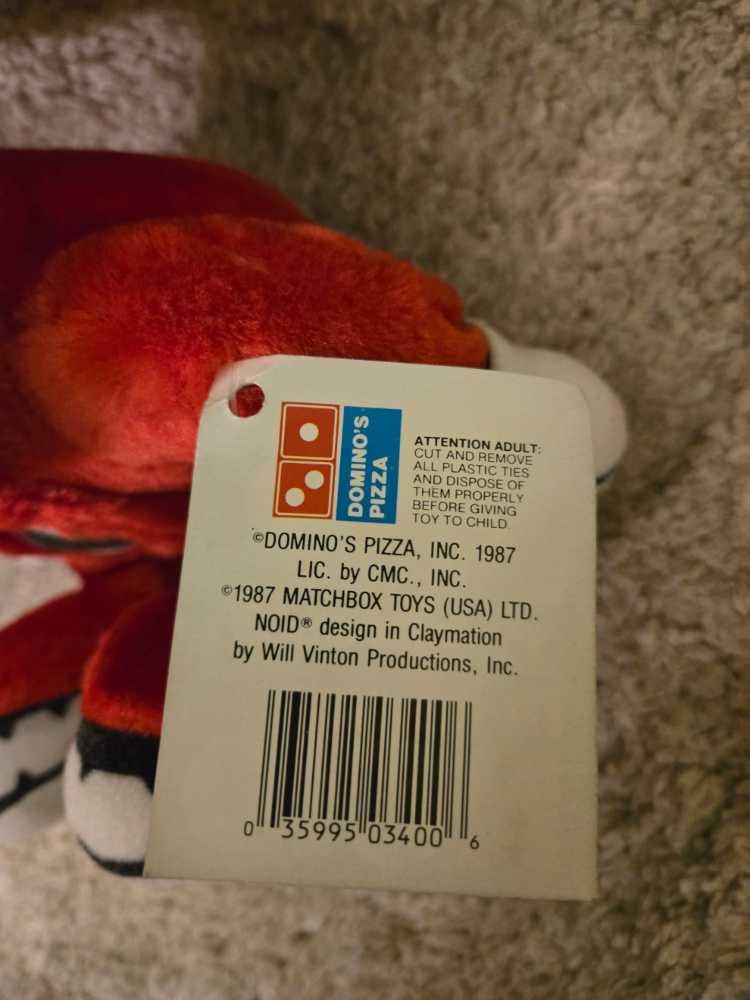 DOMINO'S
PIZZA
ATTENTION ADULT:
CUT AND REMOVE
ALL PLASTIC TIES
AND DISPOSE OF
THEM PROPERLY
BEFORE GIVING
TOY TO CHILD.
©DOMINO'S PIZZA, INC. 1987
LIC. by CMC., INC.
©1987 MATCHBOX TOYS (USA) LTD.
NOID® design in Claymation
by Will Vinton Productions, Inc.
0 35995 03400 6